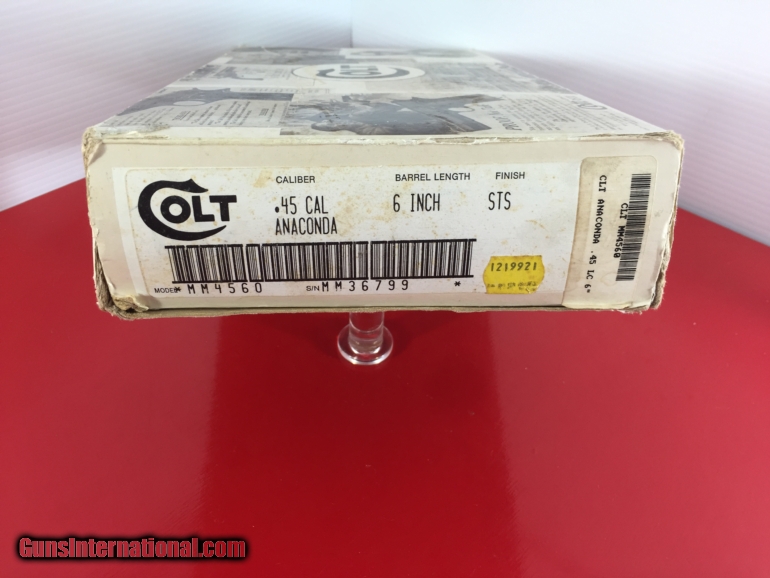 COLT
COLT
CALIBER BARREL LENGTH FINISH
.45 CAL 6 INCH STS
ANACONDA
MODEL *MM4560 S/N MM36799 *
1219921
CLT MM4560
CLT ANACONDA .45 LC 6"
GunsInternational.com